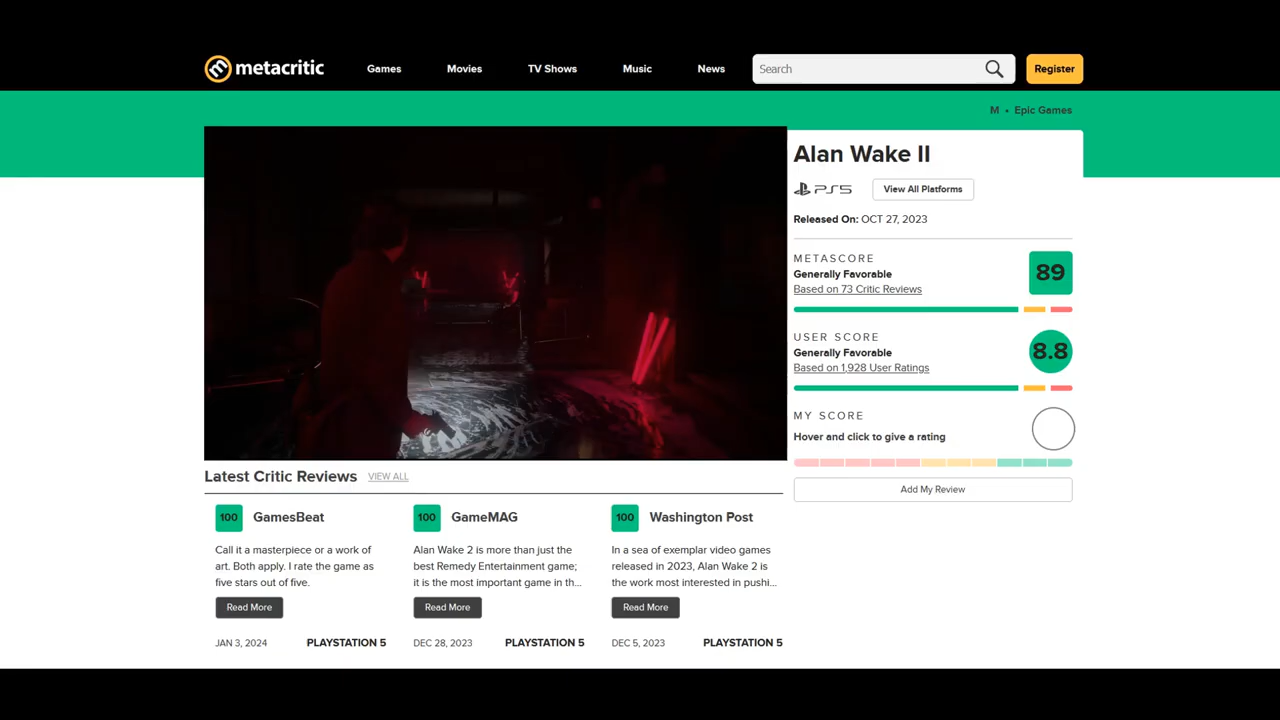 metacritic
Games
Movies
TV Shows
Music
News
Search
Register
M • Epic Games
Alan Wake II
PS5
View All Platforms
Released On: OCT 27, 2023
METASCORE
Generally Favorable
Based on 73 Critic Reviews
89
USER SCORE
Generally Favorable
Based on 1,928 User Ratings
8.8
MY SCORE
Hover and click to give a rating
Add My Review
Latest Critic Reviews
VIEW ALL
100 GamesBeat
Call it a masterpiece or a work of
art. Both apply. I rate the game as
five stars out of five.
Read More
JAN 3, 2024
PLAYSTATION 5
100 GameMAG
Alan Wake 2 is more than just the
best Remedy Entertainment game;
it is the most important game in th...
Read More
DEC 28, 2023
PLAYSTATION 5
100 Washington Post
In a sea of exemplar video games
released in 2023, Alan Wake 2 is
the work most interested in pushi...
Read More
DEC 5, 2023
PLAYSTATION 5